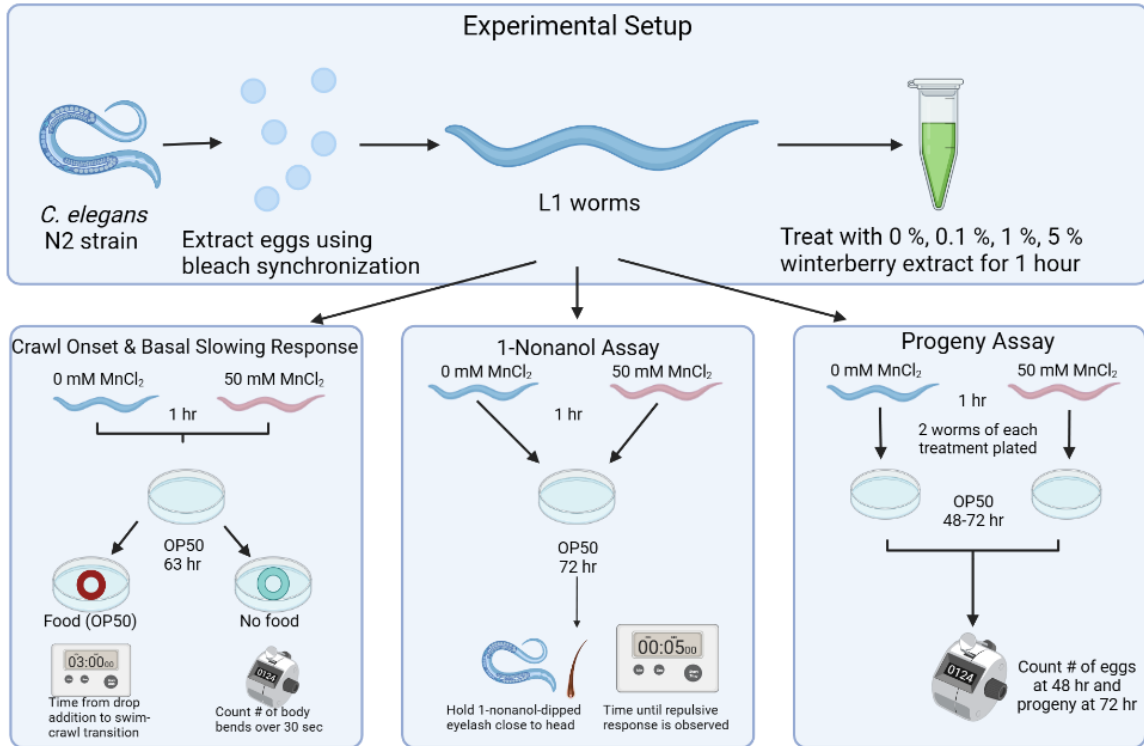 Experimental Setup
C. elegans
N2 strain
Extract eggs using
bleach synchronization
L1 worms
Treat with 0 %, 0.1 %, 1 %, 5 %
winterberry extract for 1 hour
Crawl Onset & Basal Slowing Response
0 mM MnCl₂
50 mM MnCl₂
1 hr
OP50
63 hr
Food (OP50)
No food
03:0000
0124
Time from drop
addition to swim-
crawl transition
Count # of body
bends over 30 sec
1-Nonanol Assay
0 mM MnCl₂
50 mM MnCl₂
1 hr
OP50
72 hr
00:0500
Hold 1-nonanol-dipped
eyelash close to head
Time until repulsive
response is observed
Progeny Assay
0 mM MnCl₂
50 mM MnCl₂
1 hr
2 worms of each
treatment plated
OP50
48-72 hr
0124
Count # of eggs
at 48 hr and
progeny at 72 hr